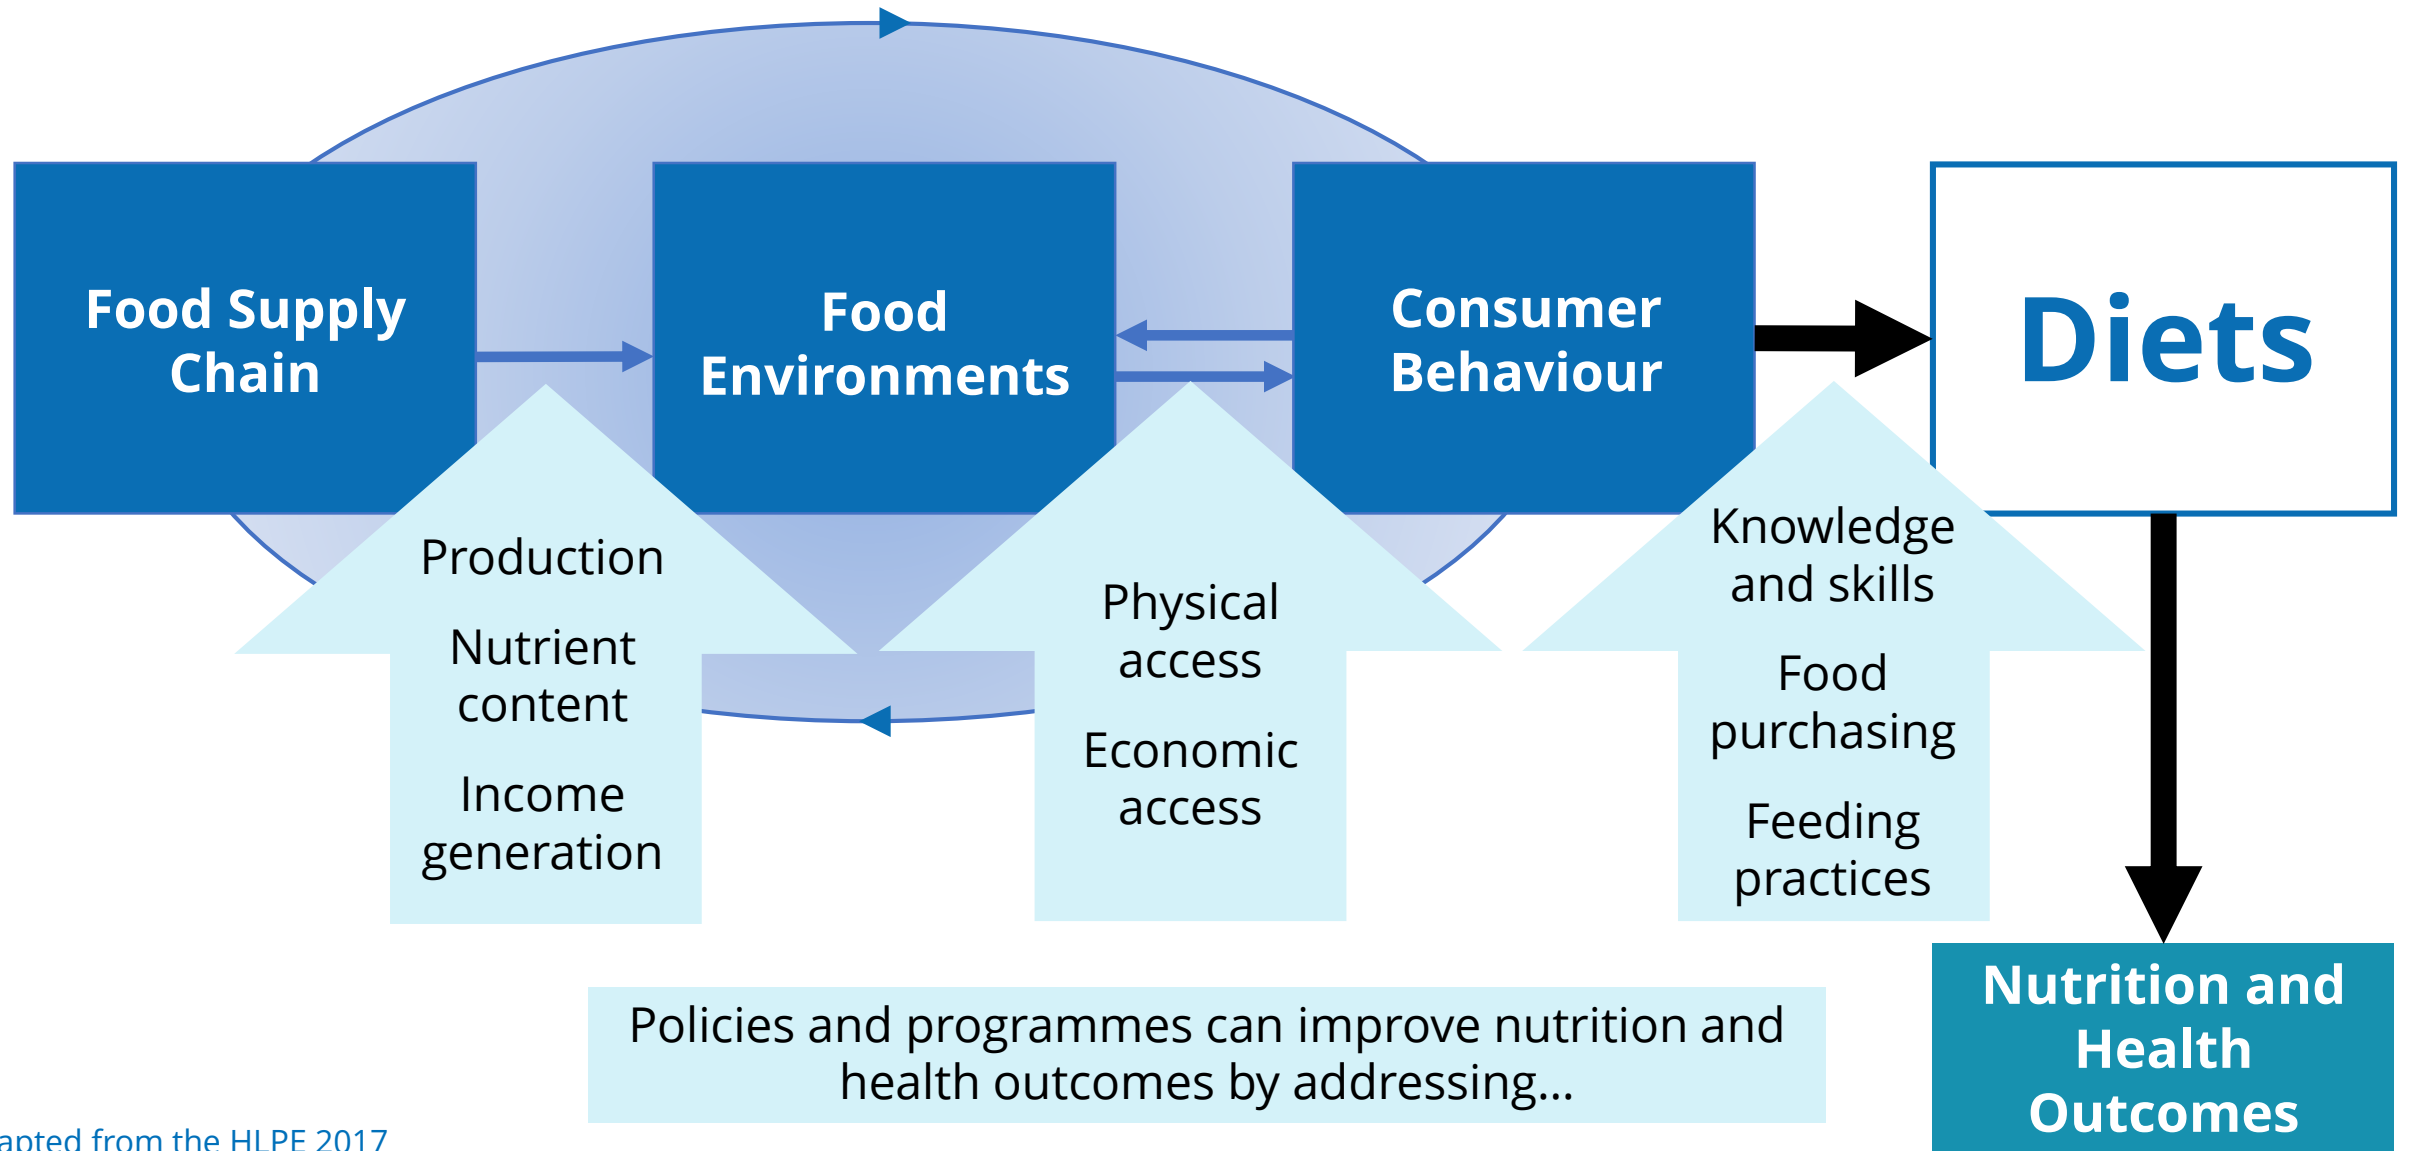 Food Supply
Chain
Food
Environments
Consumer
Behaviour
Diets
Production
Nutrient
content
Income
generation
Physical
access
Economic
access
Knowledge
and skills
Food
purchasing
Feeding
practices
Policies and programmes can improve nutrition and
health outcomes by addressing...
Nutrition and
Health
Outcomes
from the HLPE 2017